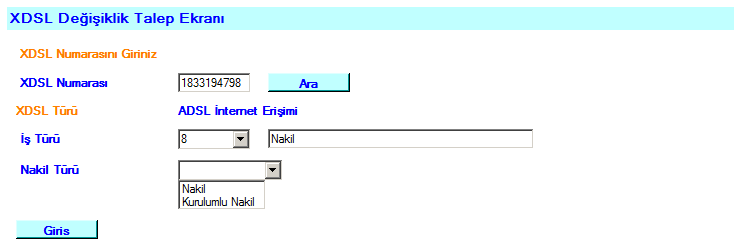 XDSL Değişiklik Talep Ekranı
XDSL Numarasını Giriniz
XDSL Numarası 1833194798 Ara
XDSL Türü ADSL İnternet Erişimi
İş Türü 8 Nakil
Nakil Türü
Nakil
Kurulumlu Nakil
Giris